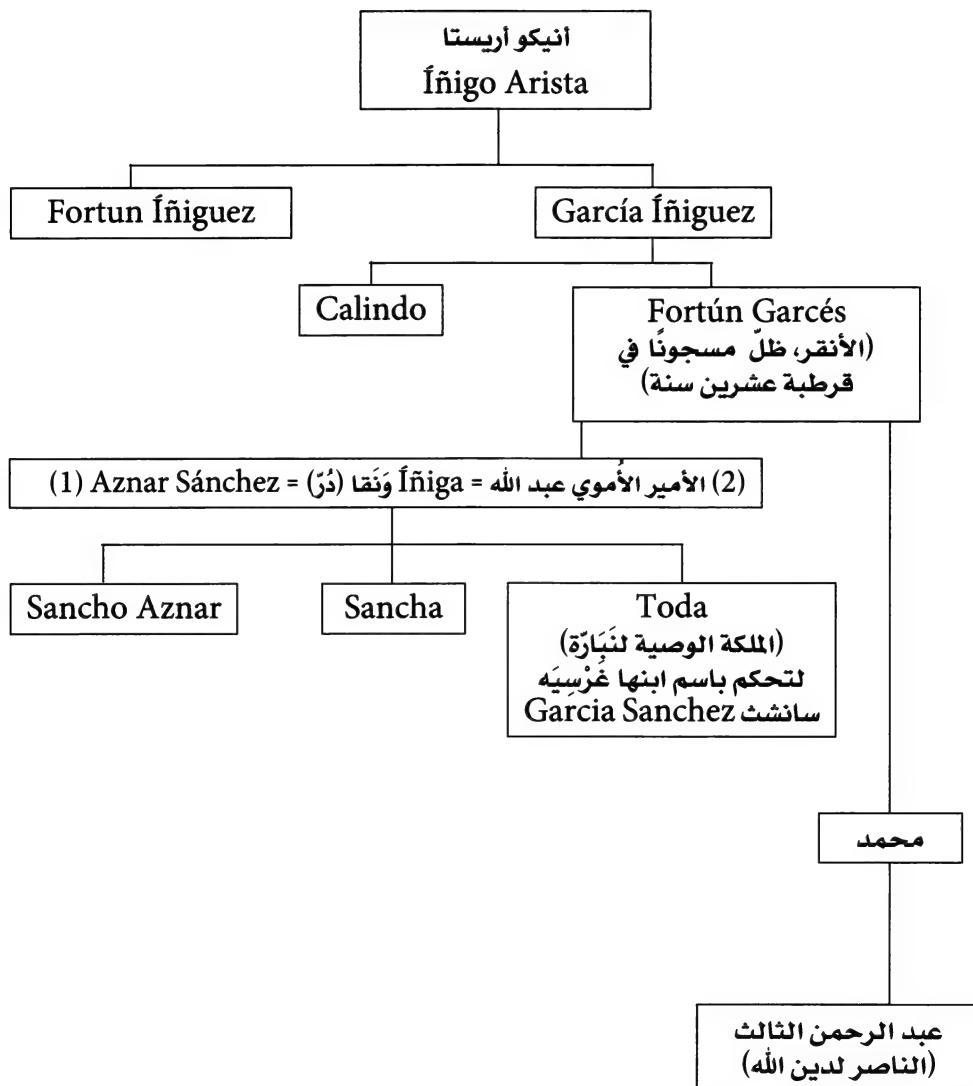 أنيكو أريستا
Íñigo Arista
Fortun Íñiguez
García Íñiguez
Calindo
Fortún Garcés
(الأنقر، ظلّ مسجونًا في
قرطبة عشرين سنة)
(2) الأمير الأُموي عبد الله = Íñiga وَنَقا (دُرّ) = Aznar Sánchez (1)
Sancho Aznar
Sancha
Toda
(الملكة الوصية لنَبَارّة)
لتحكم باسم ابنها غَرْسِيَه
سانشث Garcia Sanchez
محمد
عبد الرحمن الثالث
(الناصر لدين الله)